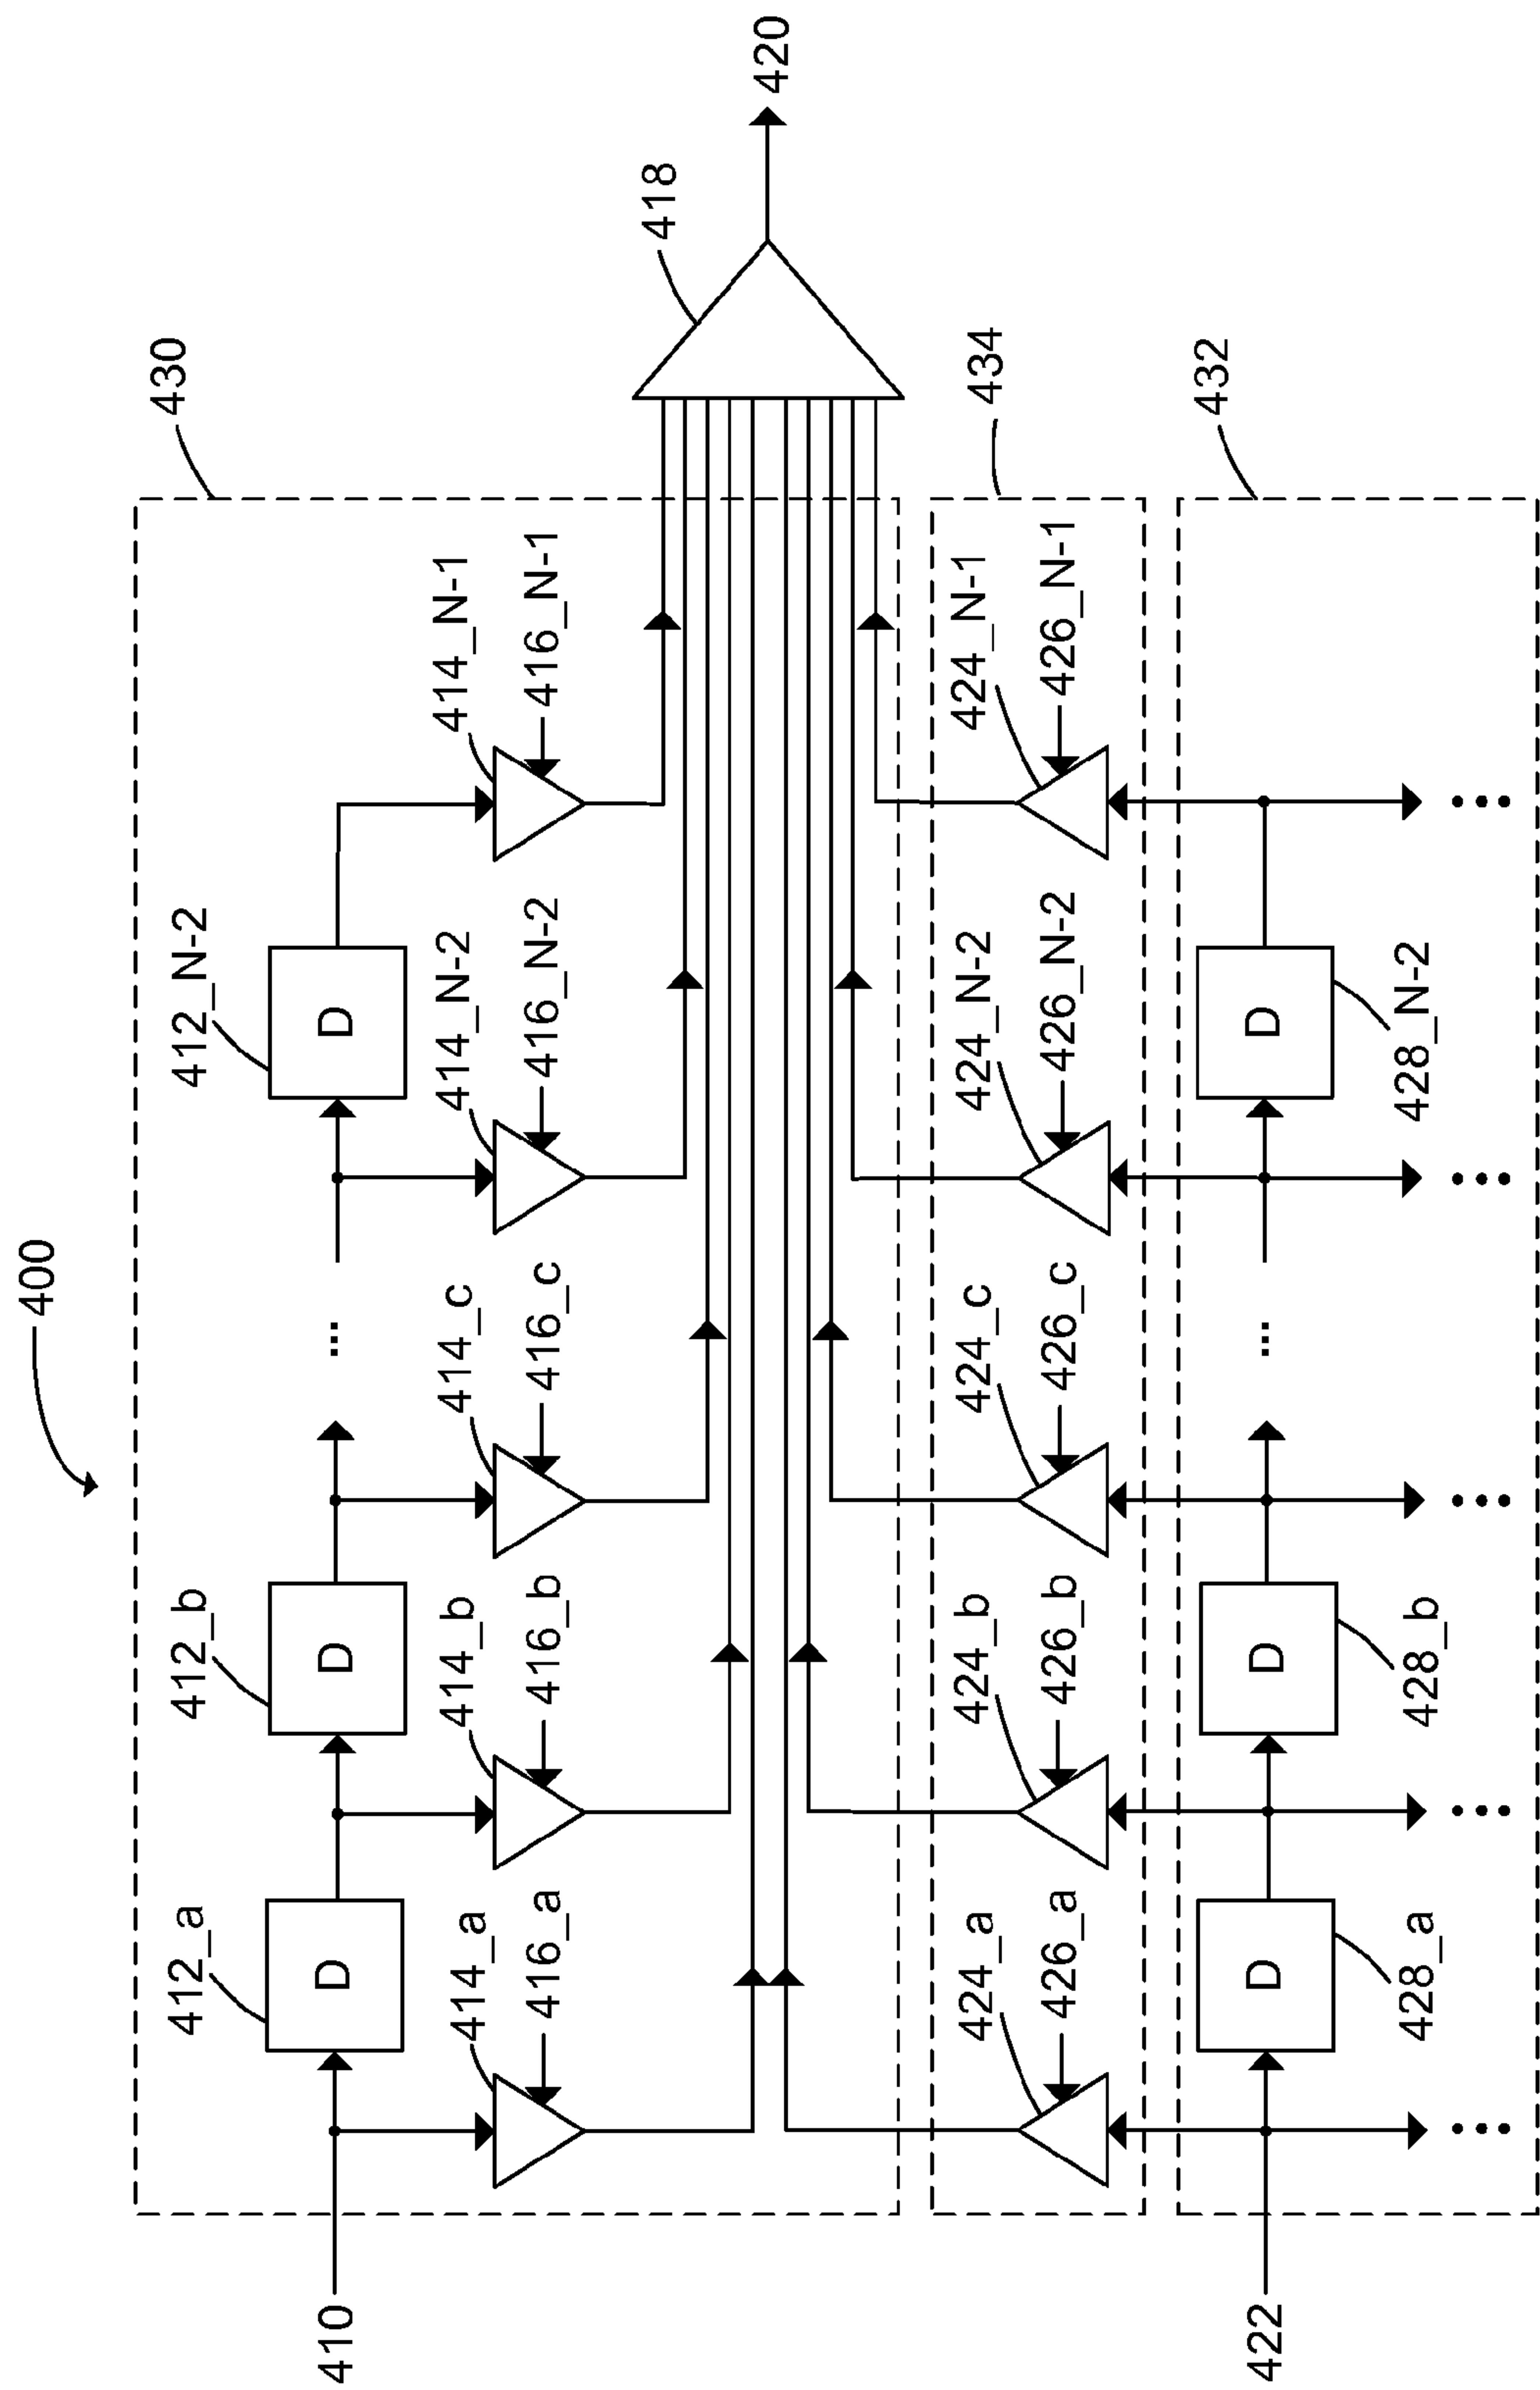 400
430
412_a
412_b
412_N-2
D
D
...
D
414_a
414_b
414_c
414_N-2
414_N-1
416_a
416_b
416_c
416_N-2
416_N-1
410
418
420
434
424_a
424_b
424_c
424_N-2
424_N-1
426_a
426_b
426_c
426_N-2
426_N-1
432
422
D
D
...
D
428_a
428_b
428_N-2
... ... ... ... ...